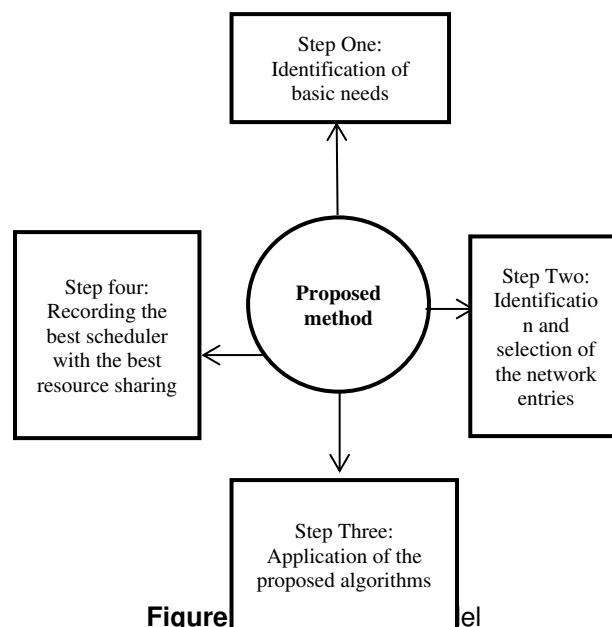 Step One:
Identification of
basic needs
Proposed
method
Step Two:
Identificatio
n and
selection of
the network
entries
Step Three:
Application of the
proposed algorithms
Step four:
Recording the
best scheduler
with the best
resource sharing
Figure